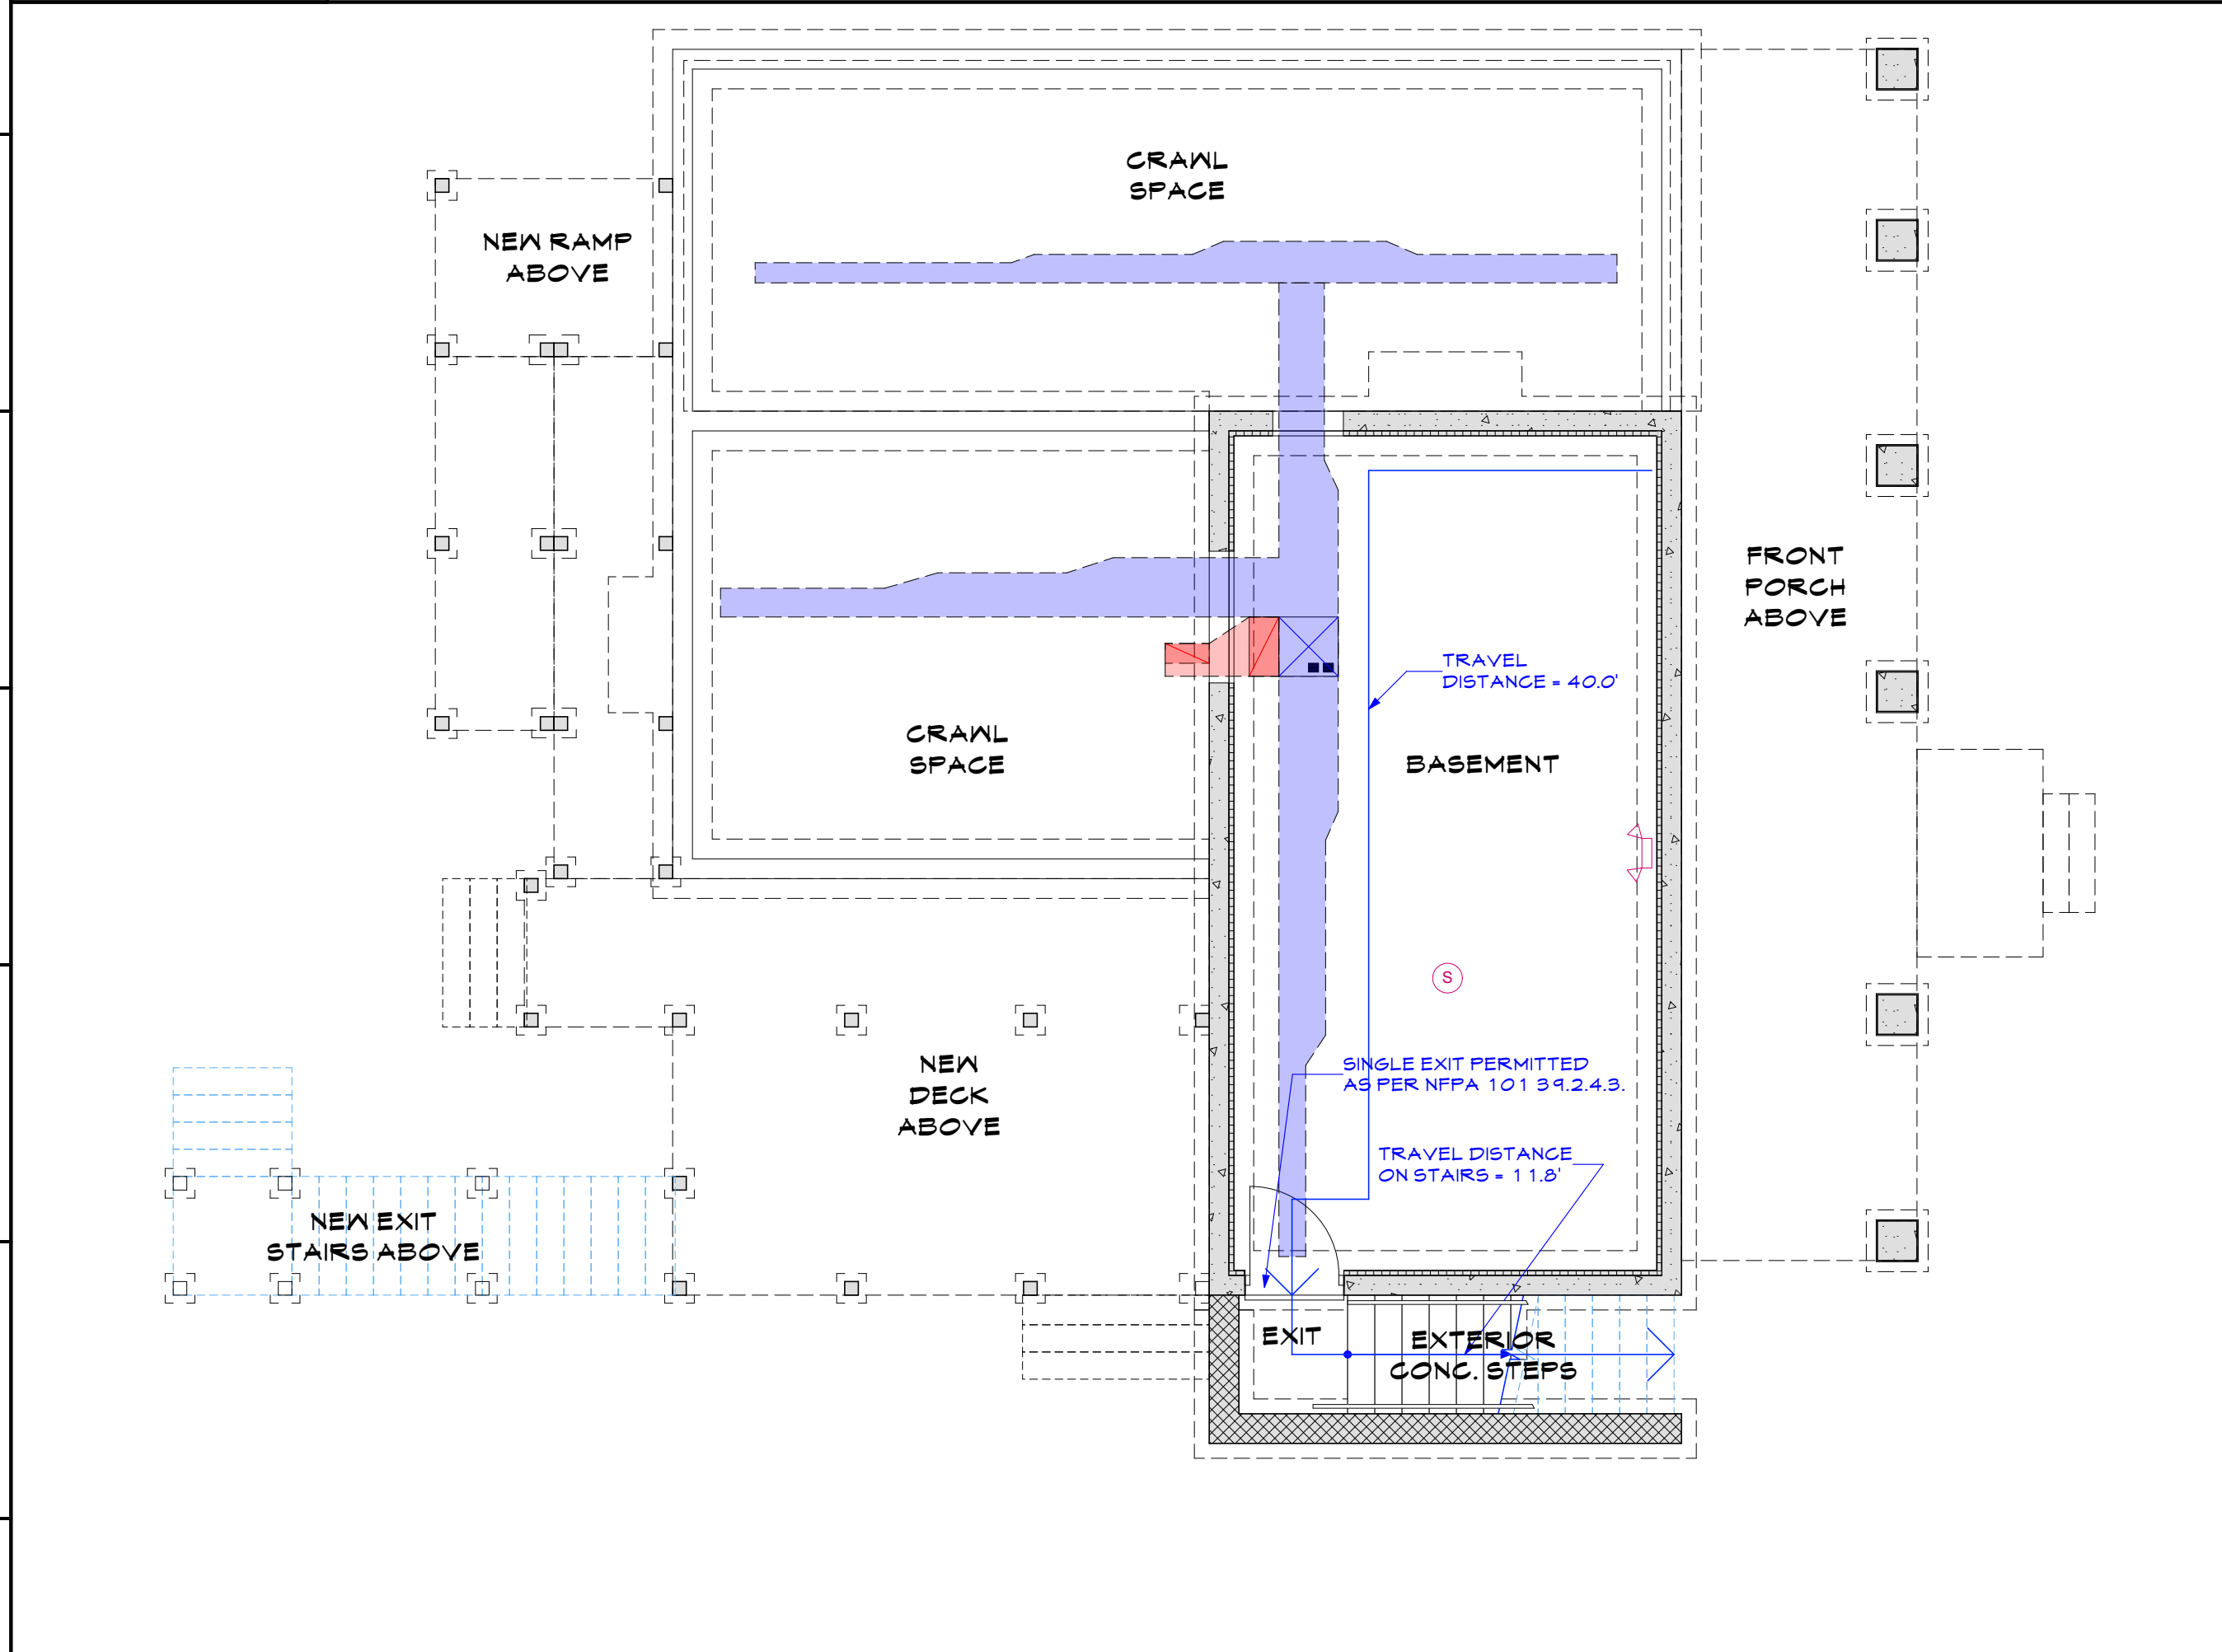 CRAWL
SPACE
NEW RAMP
ABOVE
FRONT
PORCH
ABOVE
TRAVEL
DISTANCE = 40.0'
CRAWL
SPACE
BASEMENT
S
NEW
DECK
ABOVE
SINGLE EXIT PERMITTED
AS PER NFPA 101 39.2.4.3.
TRAVEL DISTANCE
ON STAIRS = 11.8'
NEW EXIT
STAIRS ABOVE
EXIT
EXTERIOR
CONC. STEPS